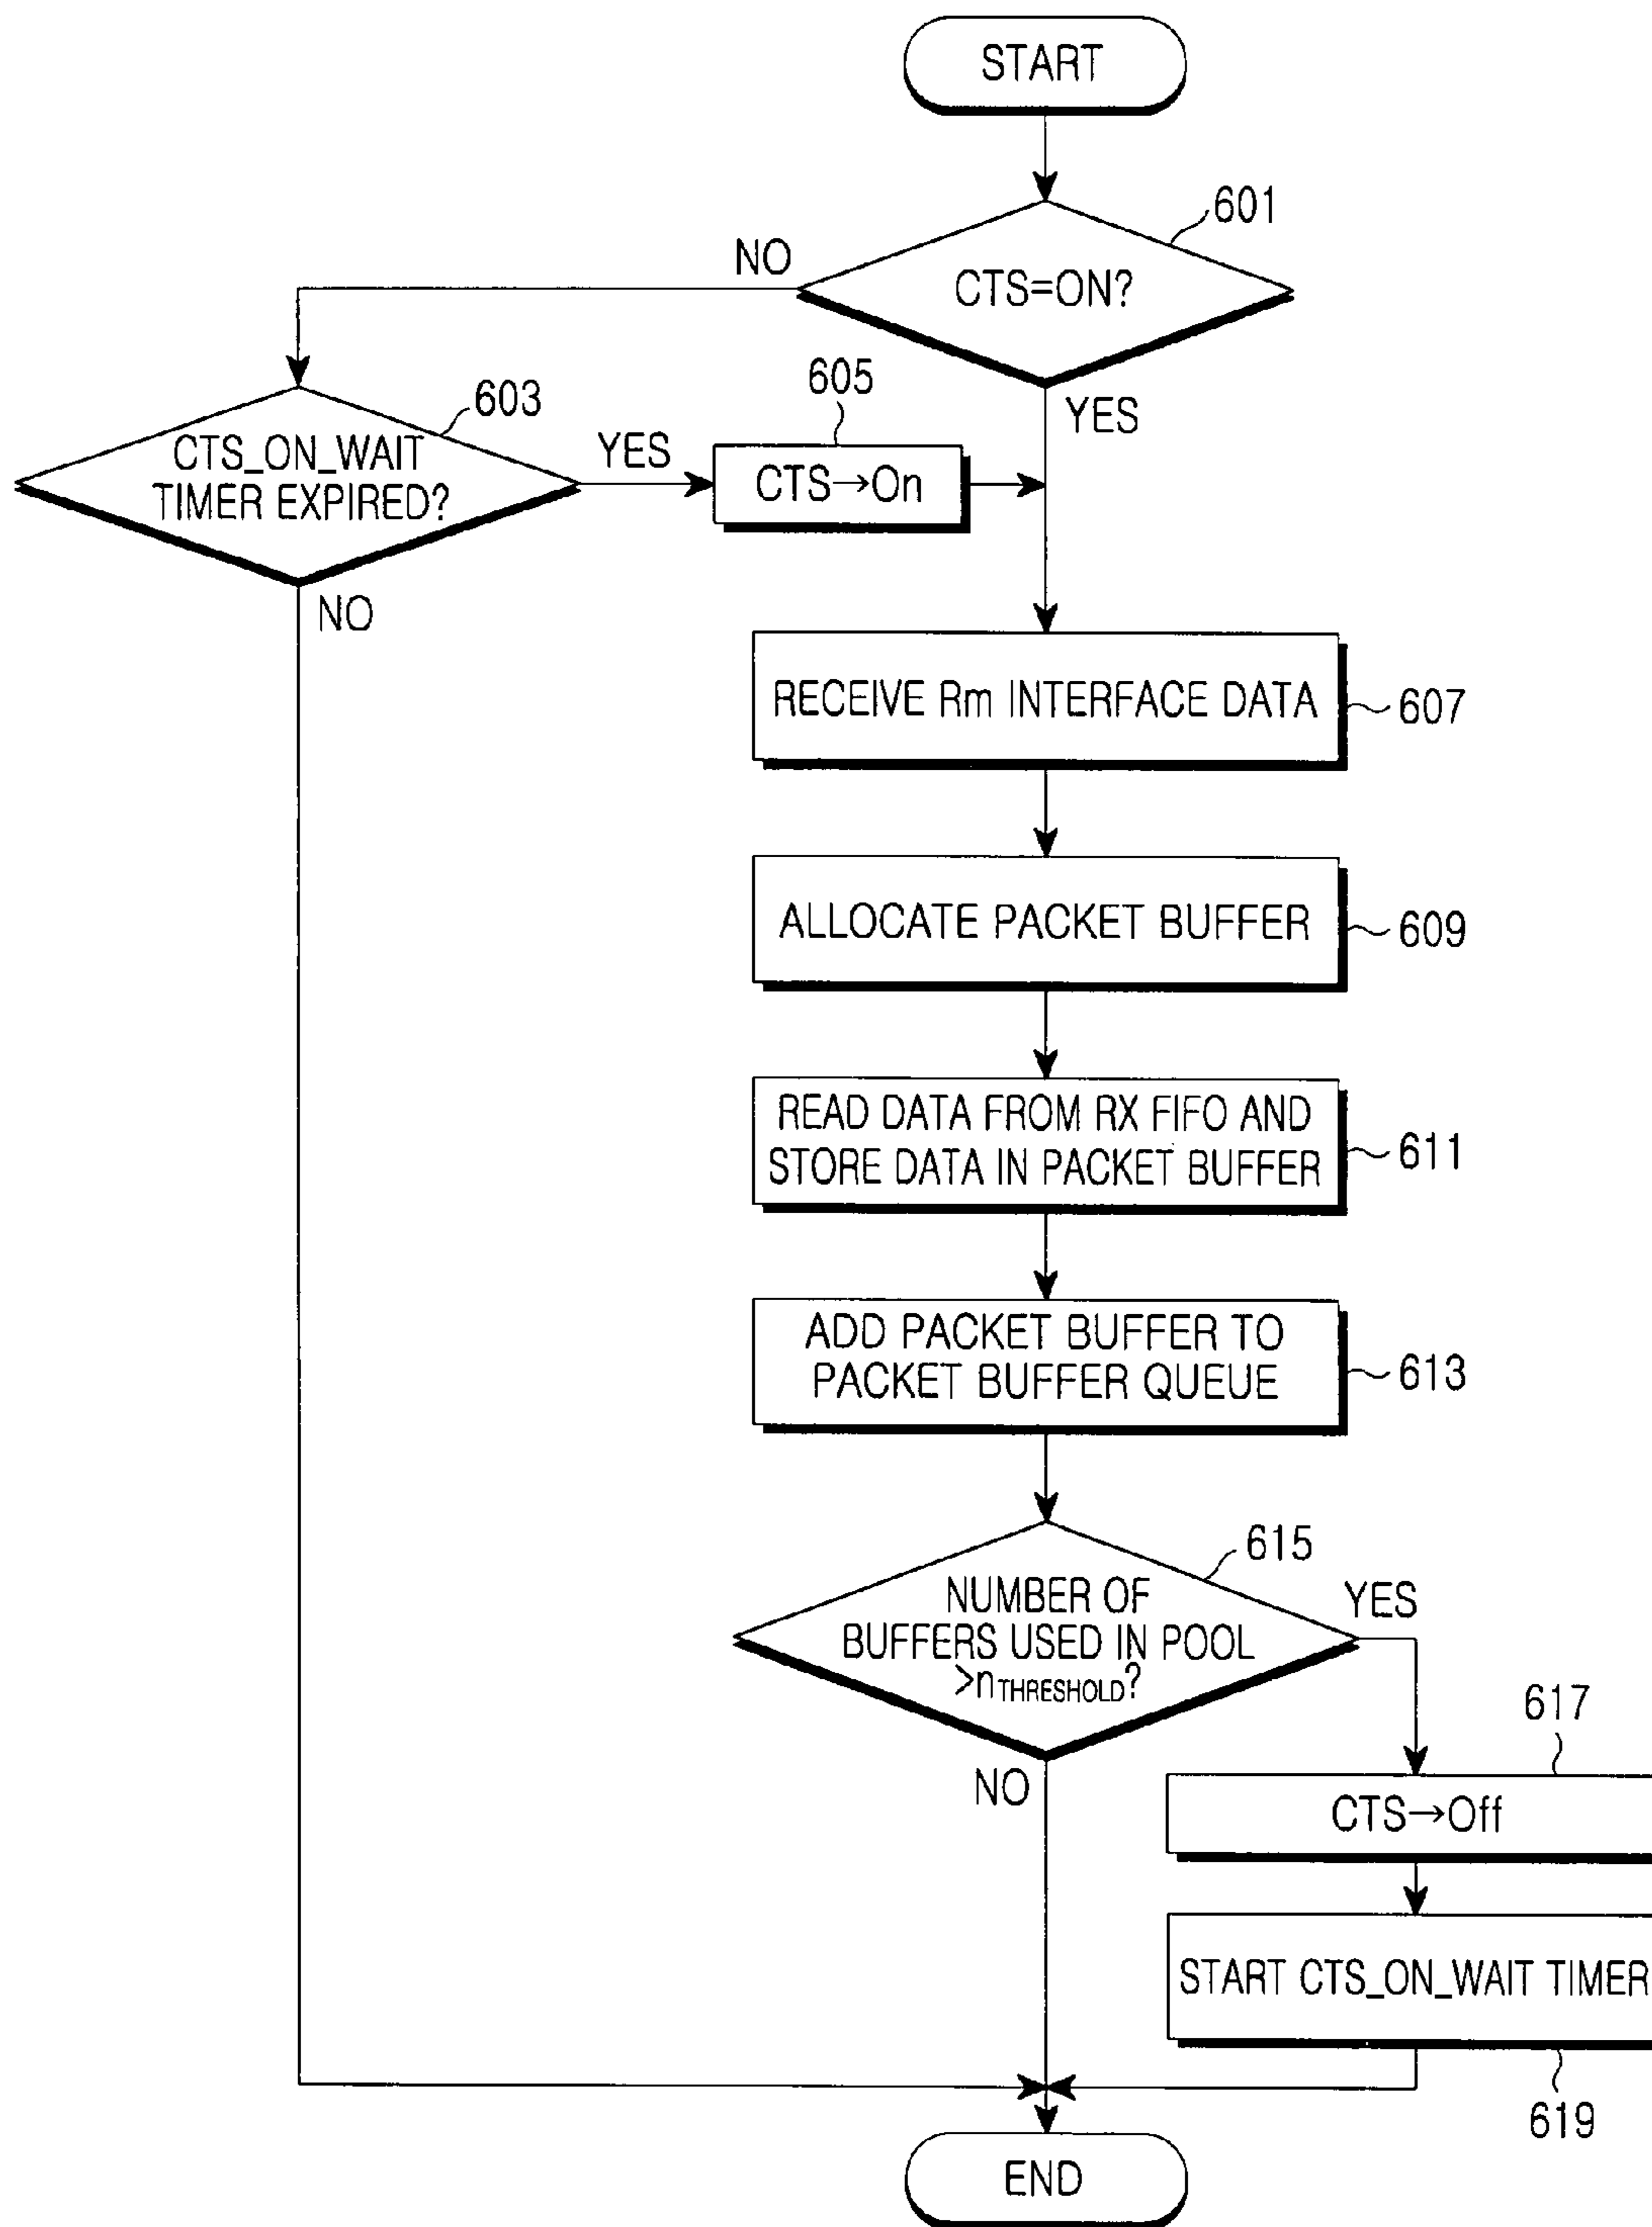 START
601
CTS=ON?
NO
YES
603
CTS_ON_WAIT
TIMER EXPIRED?
YES
NO
605
CTS→On
RECEIVE Rm INTERFACE DATA
607
ALLOCATE PACKET BUFFER
609
READ DATA FROM RX FIFO AND
STORE DATA IN PACKET BUFFER
611
ADD PACKET BUFFER TO
PACKET BUFFER QUEUE
613
615
NUMBER OF
BUFFERS USED IN POOL
>nTHRESHOLD?
YES
NO
617
CTS→Off
START CTS_ON_WAIT TIMER
619
END